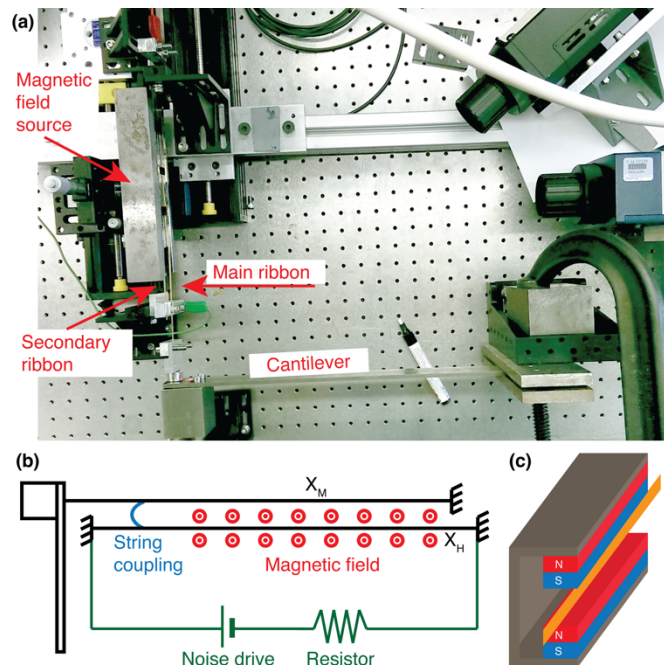 (a)
Magnetic
field
source
Main ribbon
Secondary
ribbon
Cantilever
(b)
X_M
X_H
String
coupling
Magnetic field
Noise drive
Resistor
(c)
N
S
N
S